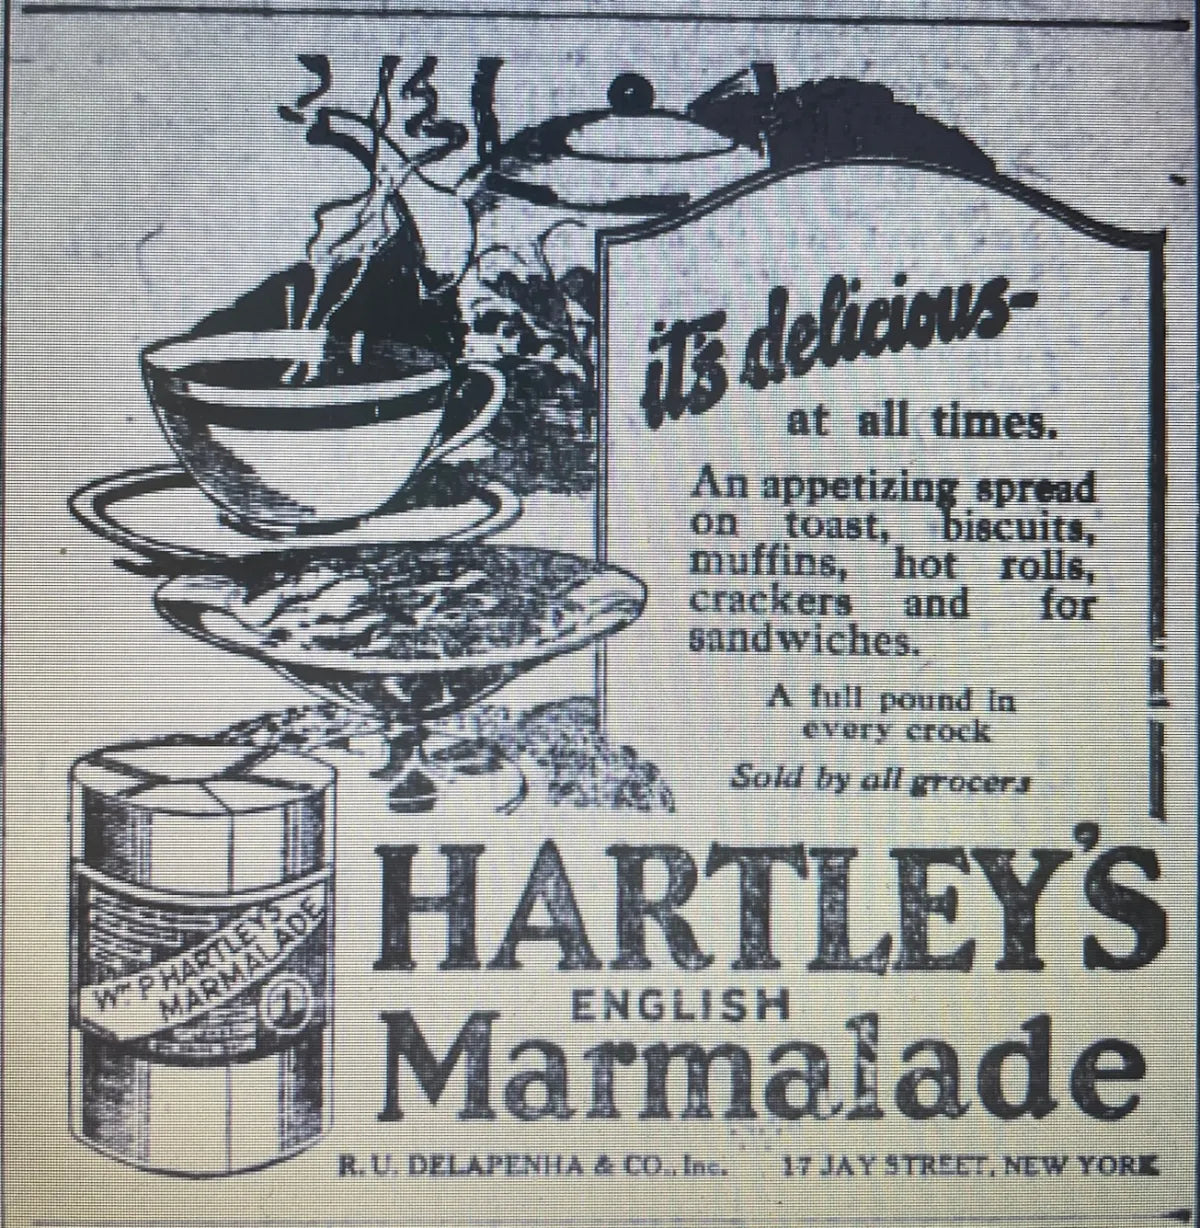 it's delicious-
at all times.
An appetizing spread
on toast, biscuits,
muffins, hot rolls,
crackers and for
sandwiches.
A full pound in
every crock
Sold by all grocers
Wm P HARTLEYS
MARMALADE
HARTLEY'S
ENGLISH
Marmalade
R. U. DELAPENHA & CO., Inc. 17 JAY STREET, NEW YORK